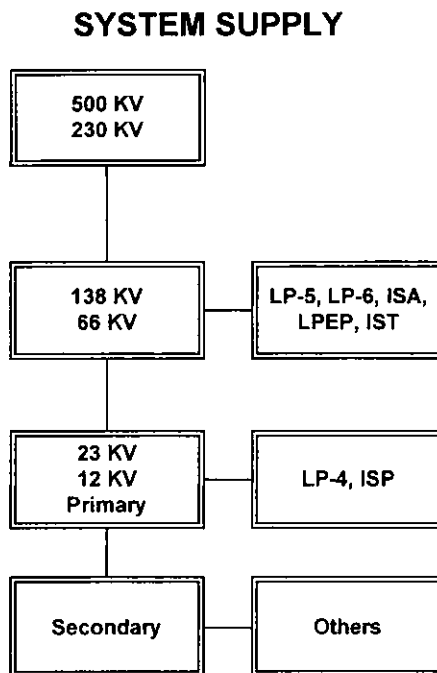 SYSTEM SUPPLY
500 KV
230 KV
138 KV
66 KV
LP-5, LP-6, ISA,
LPEP, IST
23 KV
12 KV
Primary
LP-4, ISP
Secondary
Others